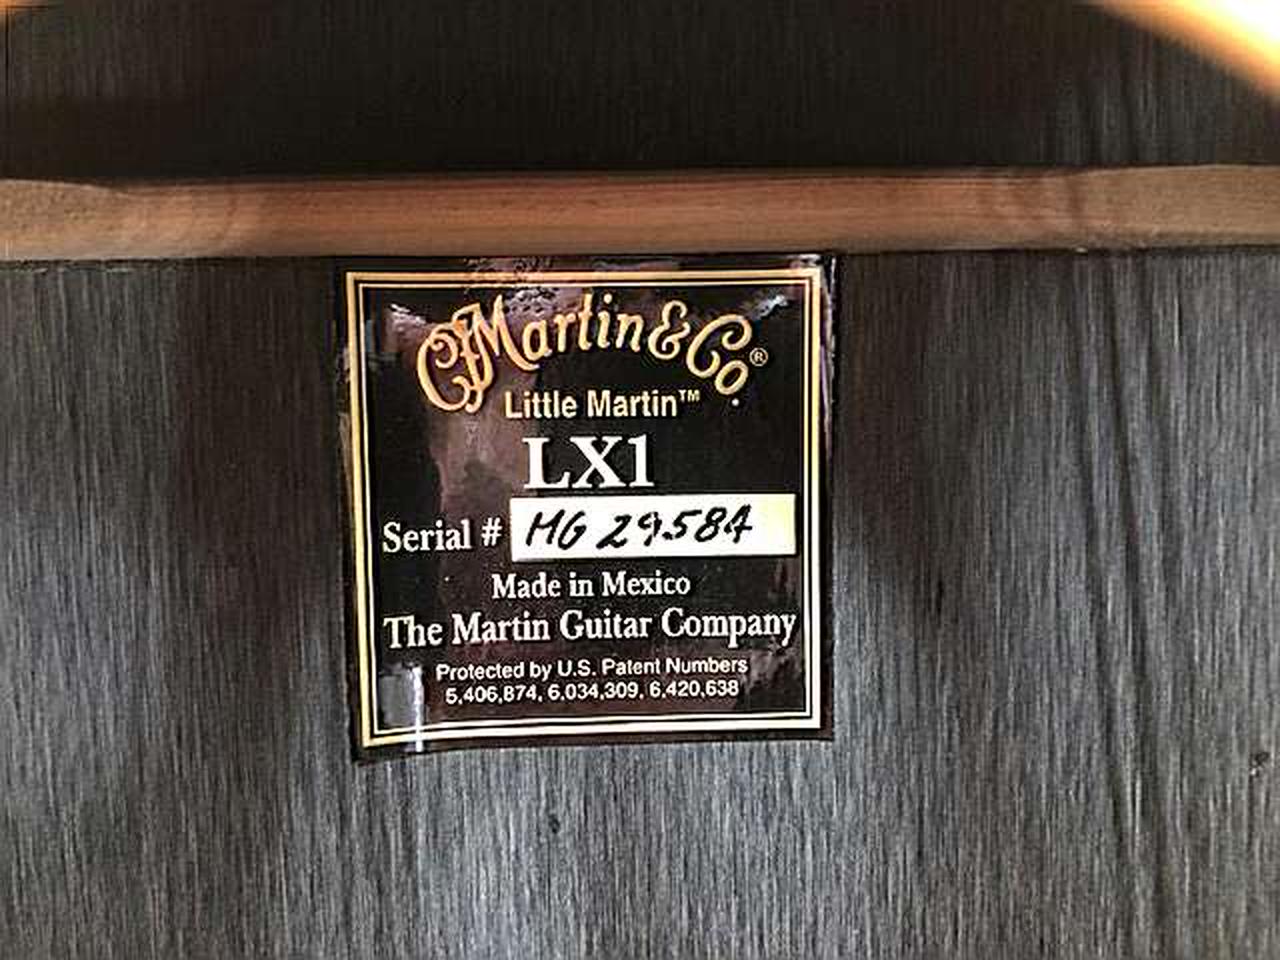 CFMartin & Co®
Little Martin™
LX1
Serial # MG 29584
Made in Mexico
The Martin Guitar Company
Protected by U.S. Patent Numbers
5,406,874, 6,034,309, 6,420,638